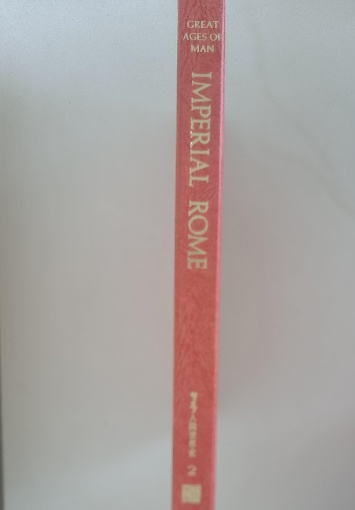 GREAT
AGES OF
MAN
IMPERIAL ROME
2